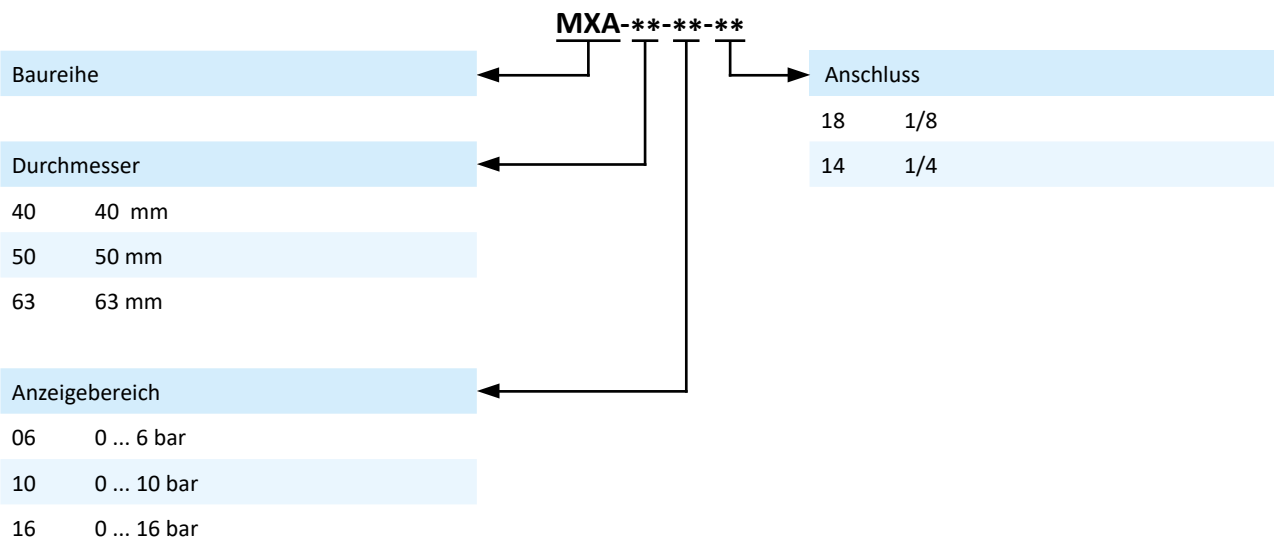 MXA-**-**-**
Baureihe
Durchmesser
40 40 mm
50 50 mm
63 63 mm
Anzeigebereich
06 0 ... 6 bar
10 0 ... 10 bar
16 0 ... 16 bar
Anschluss
18 1/8
14 1/4